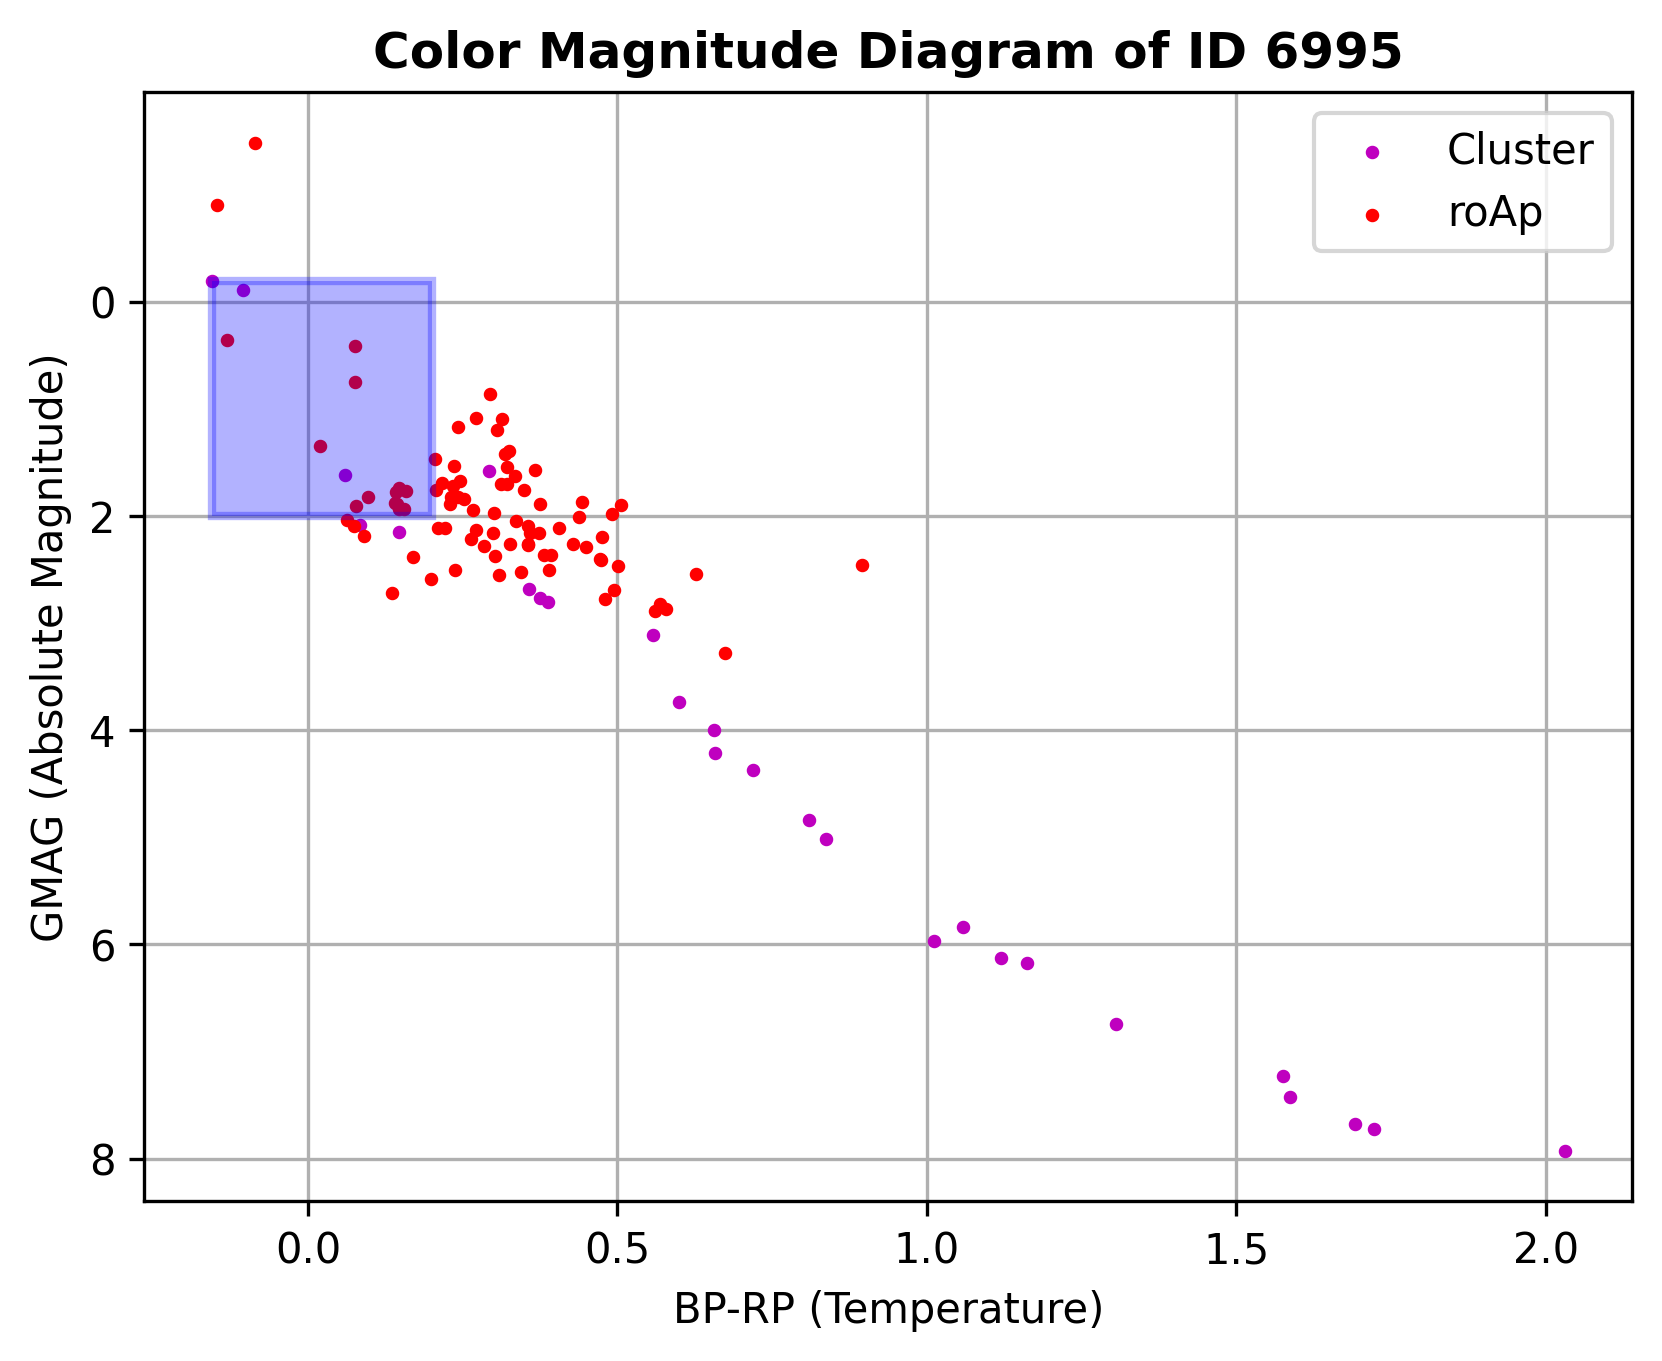 Color Magnitude Diagram of ID 6995
Cluster
roAp
GMAG (Absolute Magnitude)
0
2
4
6
8
0.0 0.5 1.0 1.5 2.0
BP-RP (Temperature)